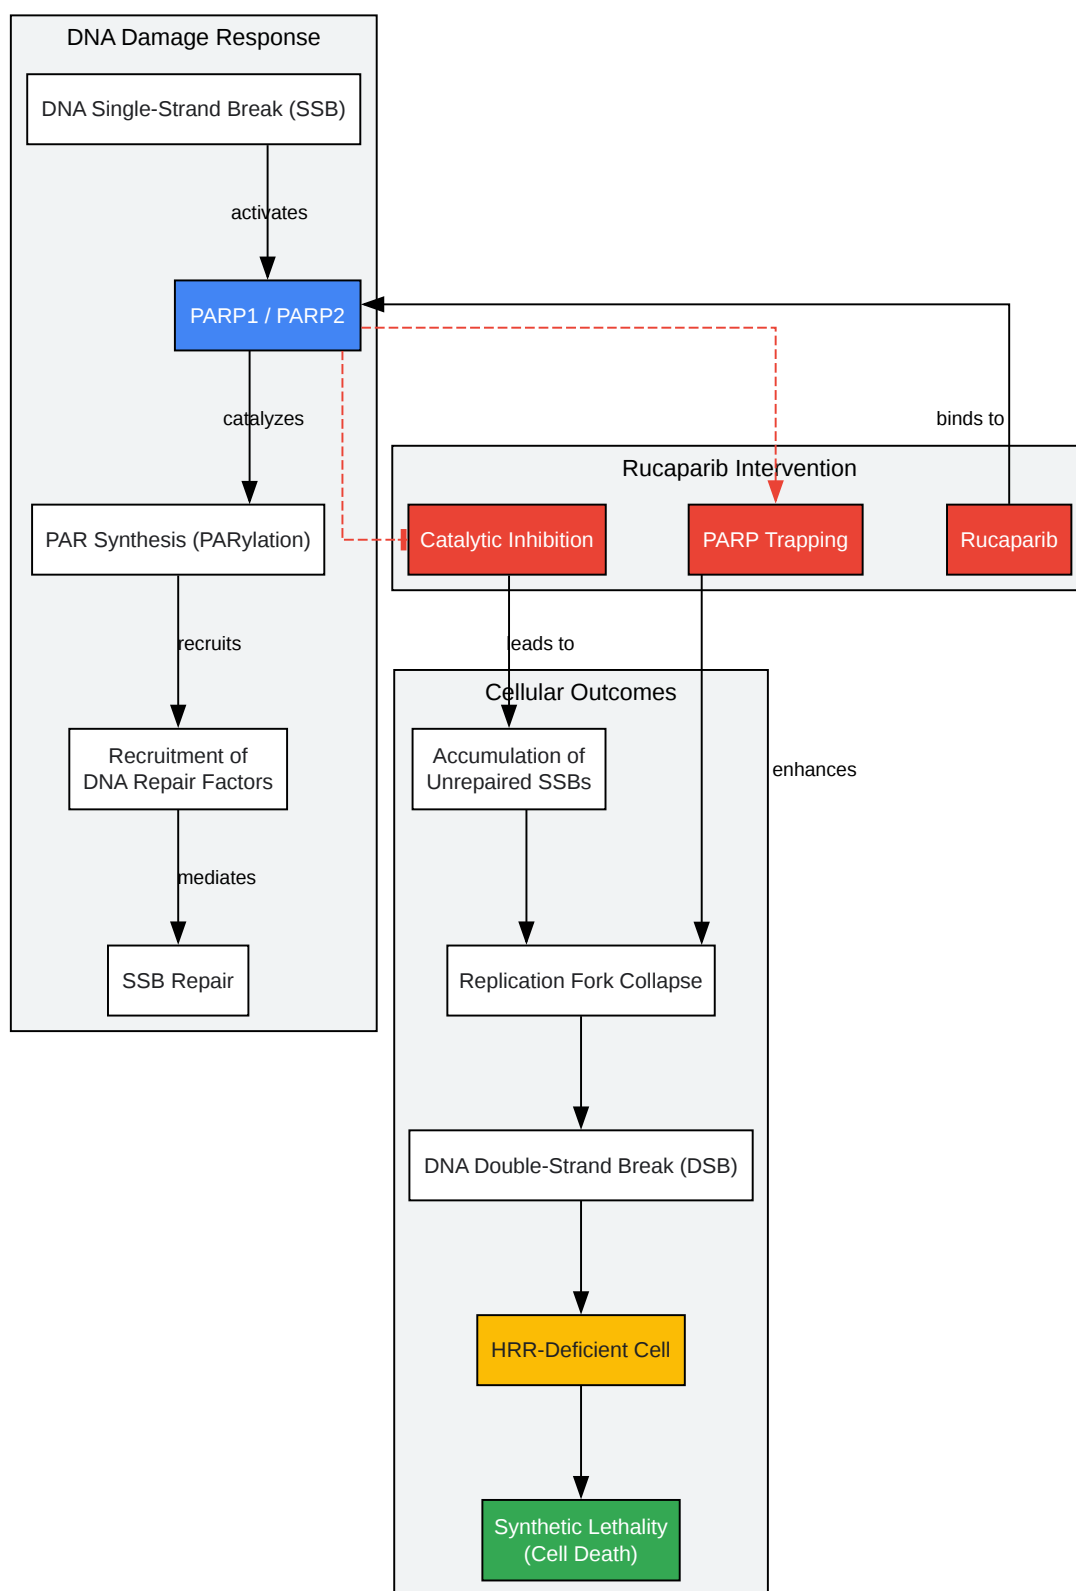 DNA Damage Response
DNA Single-Strand Break (SSB)
activates
PARP1 / PARP2
catalyzes
binds to
Rucaparib Intervention
PAR Synthesis (PARylation)
Catalytic Inhibition
PARP Trapping
Rucaparib
recruits
leads to
Cellular Outcomes
Recruitment of
DNA Repair Factors
Accumulation of
Unrepaired SSBs
enhances
mediates
SSB Repair
Replication Fork Collapse
DNA Double-Strand Break (DSB)
HRR-Deficient Cell
Synthetic Lethality
(Cell Death)